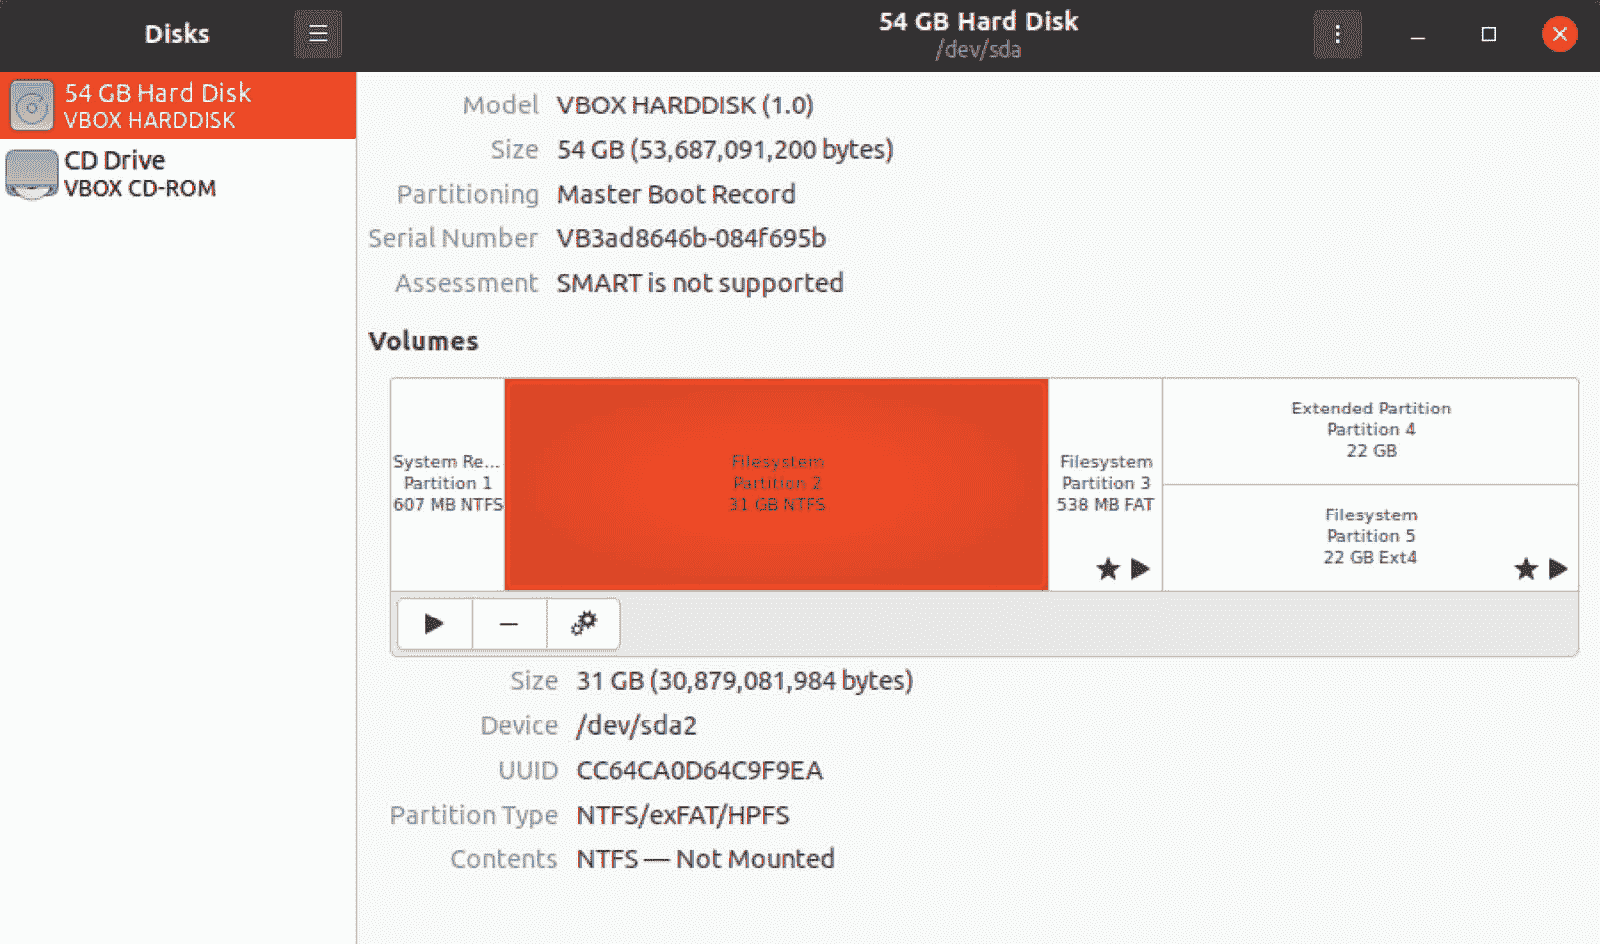 Disks
54 GB Hard Disk
/dev/sda
54 GB Hard Disk
VBOX HARDDISK
CD Drive
VBOX CD-ROM
Model VBOX HARDDISK (1.0)
Size 54 GB (53,687,091,200 bytes)
Partitioning Master Boot Record
Serial Number VB3ad8646b-084f695b
Assessment SMART is not supported
Volumes
System Re...
Partition 1
607 MB NTFS
Filesystem
Partition 2
31 GB NTFS
Filesystem
Partition 3
538 MB FAT
Extended Partition
Partition 4
22 GB
Filesystem
Partition 5
22 GB Ext4
Size 31 GB (30,879,081,984 bytes)
Device /dev/sda2
UUID CC64CA0D64C9F9EA
Partition Type NTFS/exFAT/HPFS
Contents NTFS — Not Mounted